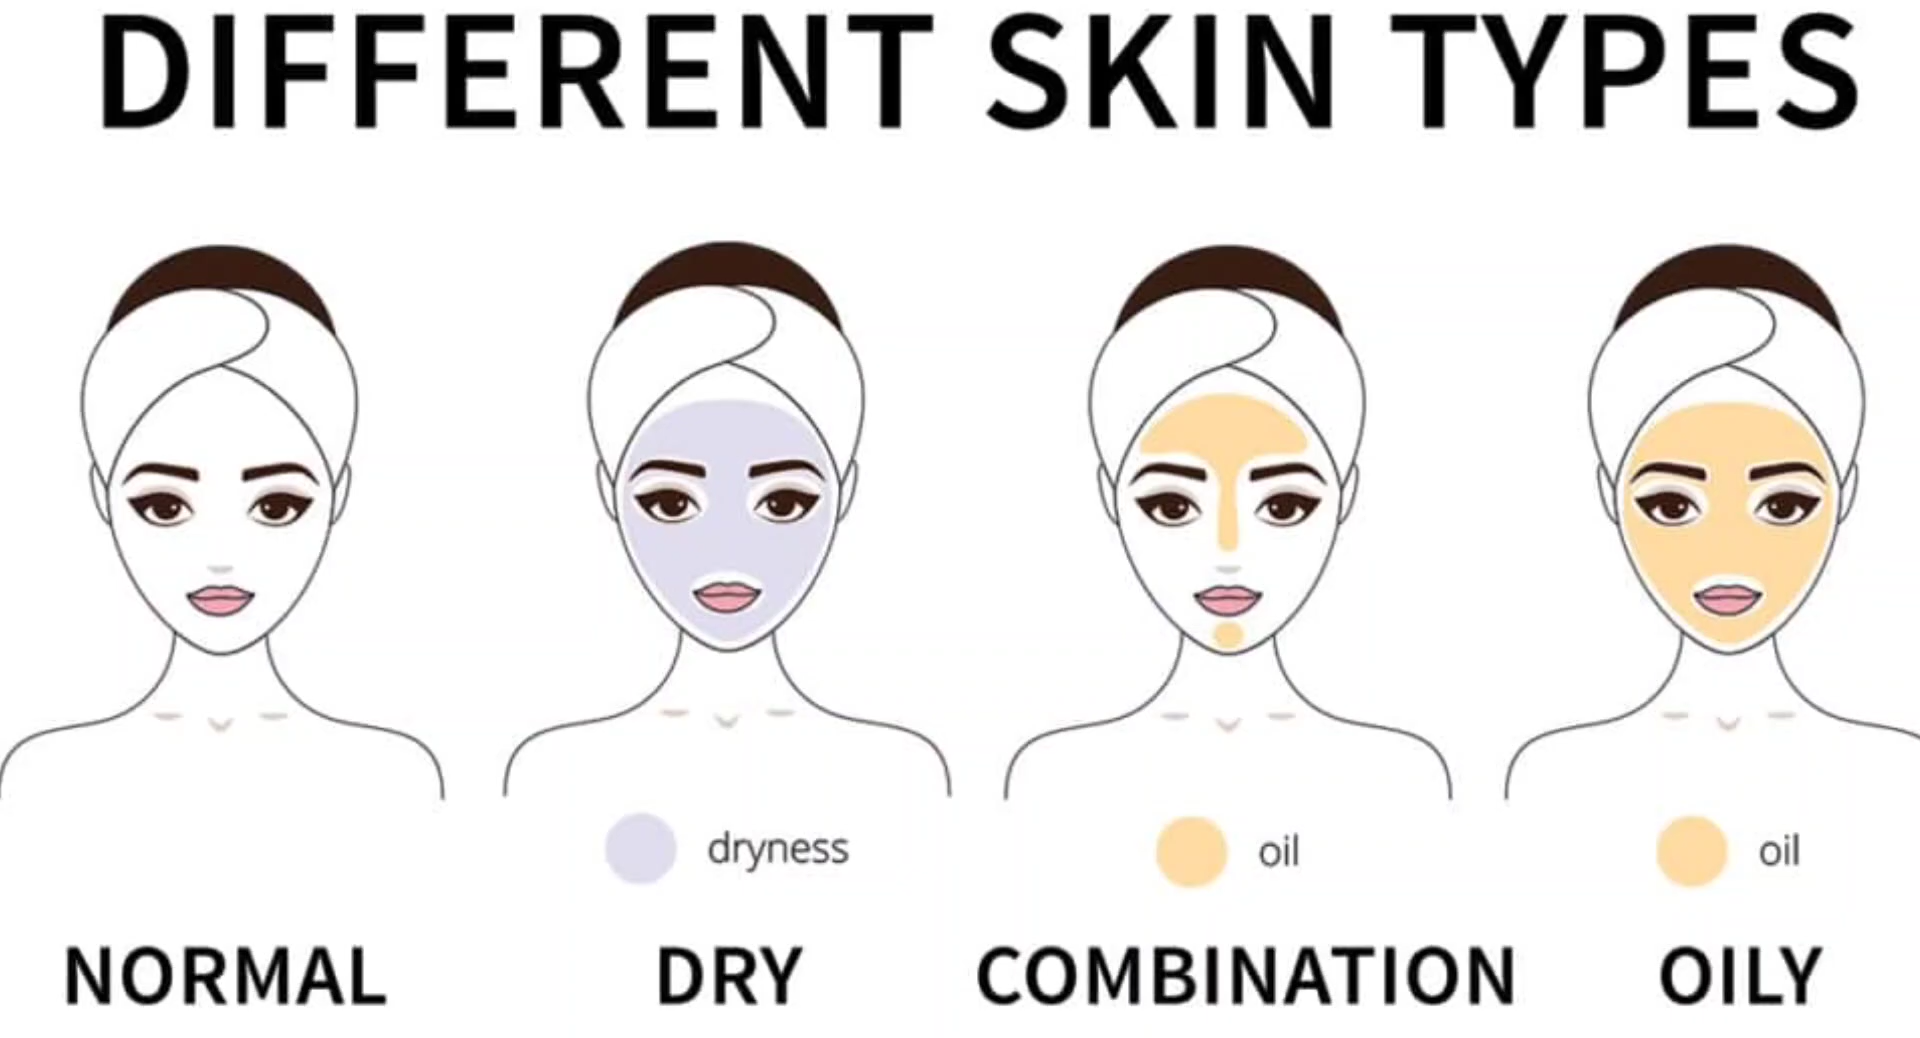 DIFFERENT SKIN TYPES
dryness
oil
oil
NORMAL
DRY
COMBINATION
OILY